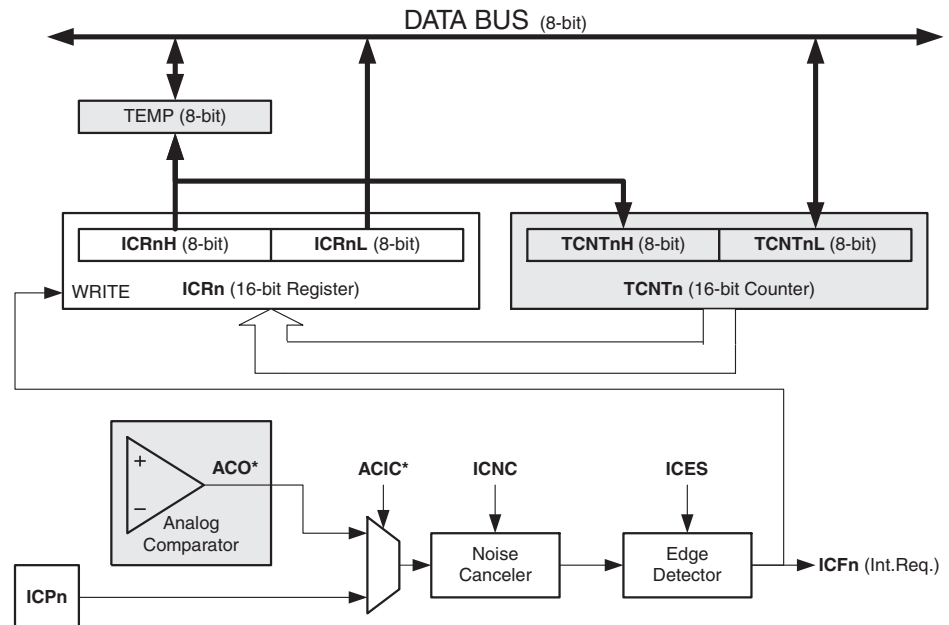 DATA BUS (8-bit)
TEMP (8-bit)
ICRnH (8-bit) ICRnL (8-bit) TCNTnH (8-bit) TCNTnL (8-bit)
WRITE ICRn (16-bit Register) TCNTn (16-bit Counter)
+
ACO* ACIC* ICNC ICES
−
Analog
Comparator
Noise
Canceler
Edge
Detector
ICFn (Int.Req.)
ICPn